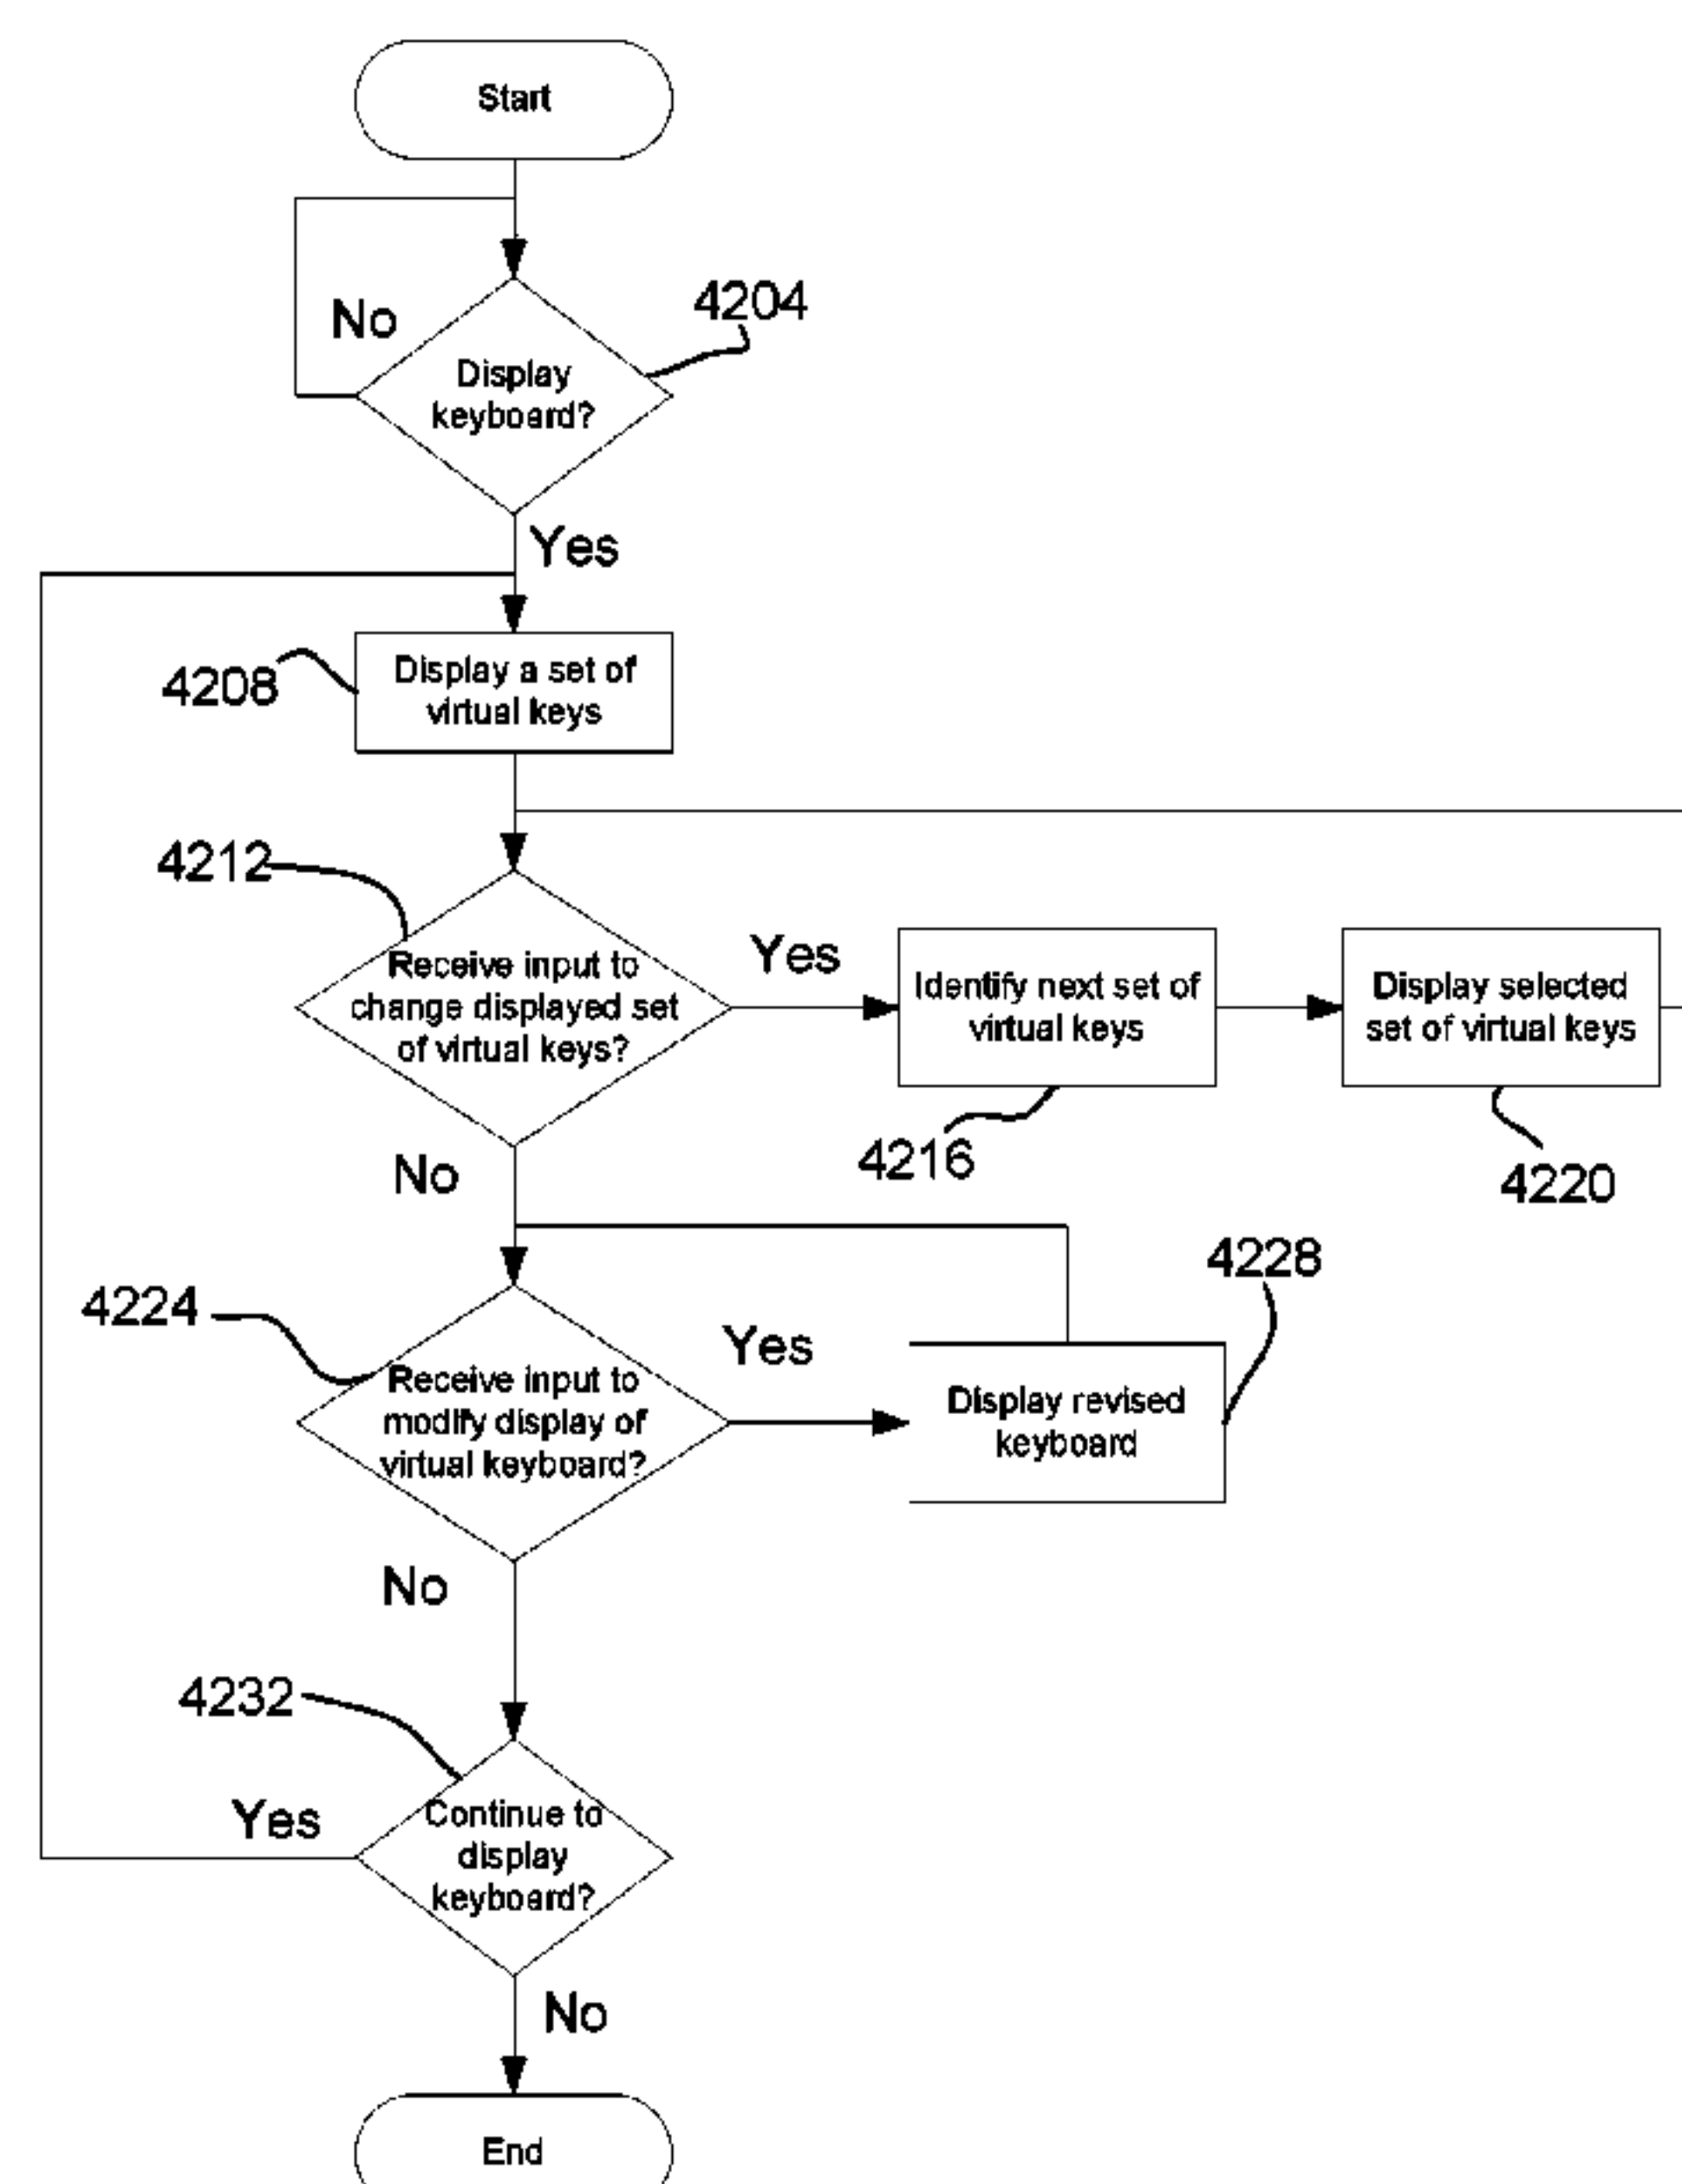 Start
No
4204
Display
keyboard?
Yes
4208
Display a set of
virtual keys
4212
Receive input to
change displayed set
of virtual keys?
Yes
Identify next set of
virtual keys
Display selected
set of virtual keys
4216
4220
No
4228
4224
Receive input to
modify display of
virtual keyboard?
Yes
Display revised
keyboard
No
4232
Yes
Continue to
display
keyboard?
No
End